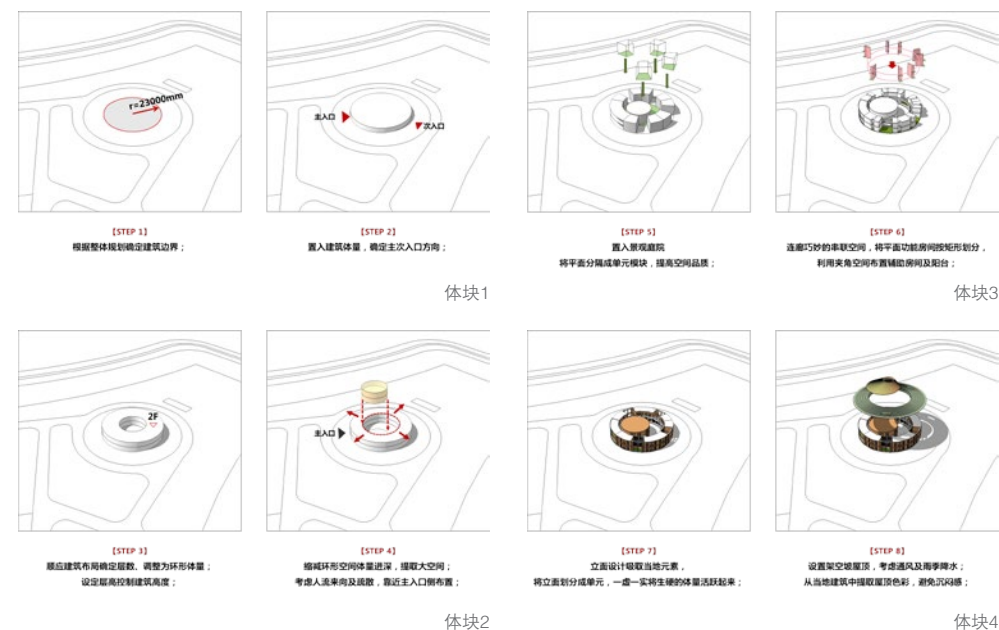 r=23000mm
【STEP 1】
根据整体规划确定建筑边界；
主入口
次入口
【STEP 2】
置入建筑体量，确定主次入口方向；
体块1
【STEP 5】
置入景观庭院
将平面分隔成单元模块，提高空间品质；
【STEP 6】
连廊巧妙的串联空间，将平面功能房间按矩形划分，
利用夹角空间布置辅助房间及阳台；
体块3
2F
【STEP 3】
顺应建筑布局确定层数、调整为环形体量；
设定层高控制建筑高度；
主入口
【STEP 4】
缩减环形空间体量进深，提取大空间；
考虑人流来向及疏散，靠近主入口侧布置；
体块2
【STEP 7】
立面设计吸取当地元素，
将立面划分成单元，一虚一实将生硬的体量活跃起来；
【STEP 8】
设置架空坡屋顶，考虑通风及雨季降水；
从当地建筑中提取屋顶色彩，避免沉闷感；
体块4